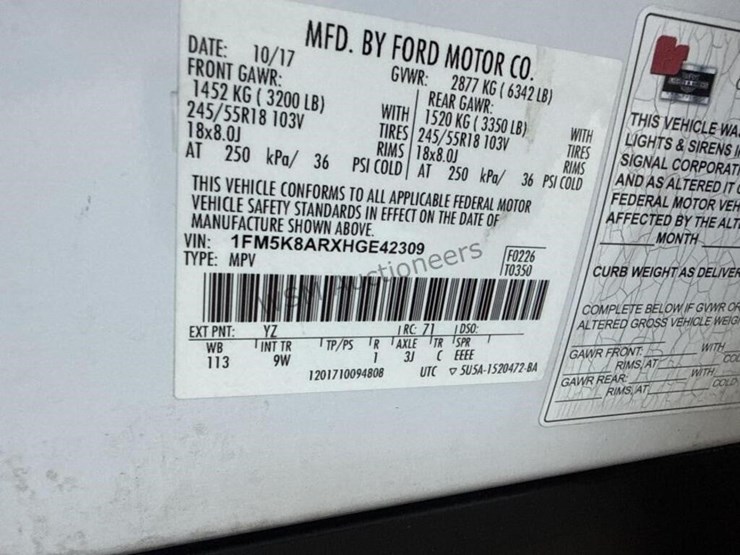 MFD. BY FORD MOTOR CO.
DATE: 10/17
GVWR: 2877 KG ( 6342 LB)
FRONT GAWR:
1452 KG ( 3200 LB)
245/55R18 103V
18x8.0J
AT 250 kPa/ 36 PSI COLD
WITH
TIRES
RIMS
REAR GAWR:
1520 KG ( 3350 LB)
245/55R18 103V
18x8.0J
AT 250 kPa/ 36 PSI COLD
WITH
TIRES
RIMS
THIS VEHICLE CONFORMS TO ALL APPLICABLE FEDERAL MOTOR
VEHICLE SAFETY STANDARDS IN EFFECT ON THE DATE OF
MANUFACTURE SHOWN ABOVE.
VIN: 1FM5K8ARXHGE42309
TYPE: MPV
F0226
T0350
WSM Auctioneers
EXT PNT: YZ RC: 71 DSO:
WB INT TR TP/PS R AXLE TR SPR
113 9W 1 3J C EEEE
1201710094808 UTC ▽ 5U5A-1520472-BA
THIS VEHICLE WA
LIGHTS & SIRENS
SIGNAL CORPORATI
AND AS ALTERED IT
FEDERAL MOTOR VEH
AFFECTED BY THE ALT
MONTH
CURB WEIGHT AS DELIVER
COMPLETE BELOW IF GVWR OR
ALTERED GROSS VEHICLE WEIG
GAWR FRONT: WITH
RIMS, AT COLD
GAWR REAR: WITH
RIMS, AT COLD